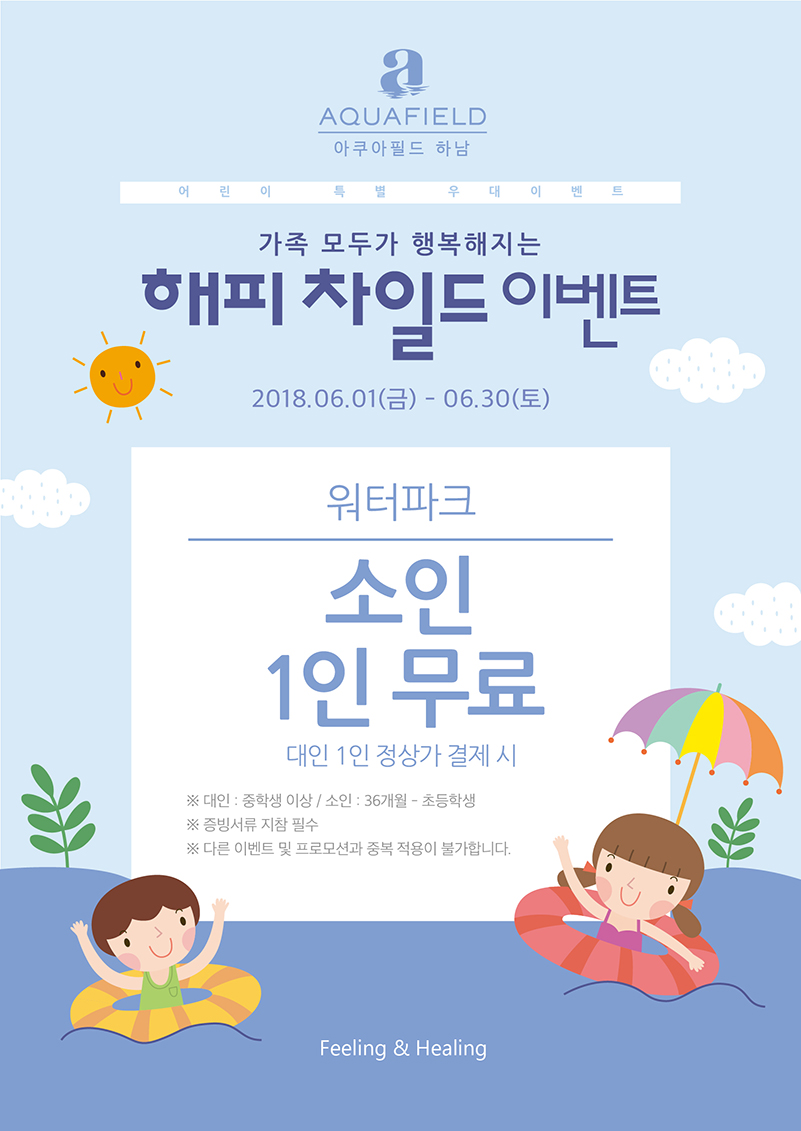 a
AQUAFIELD
아쿠아필드 하남
어린이 특별 우대이벤트
가족 모두가 행복해지는
해피 차일드 이벤트
2018.06.01(금) - 06.30(토)
워터파크
소인
1인 무료
대인 1인 정상가 결제 시
※ 대인 : 중학생 이상 / 소인 : 36개월 - 초등학생
※ 증빙서류 지참 필수
※ 다른 이벤트 및 프로모션과 중복 적용이 불가합니다.
Feeling & Healing